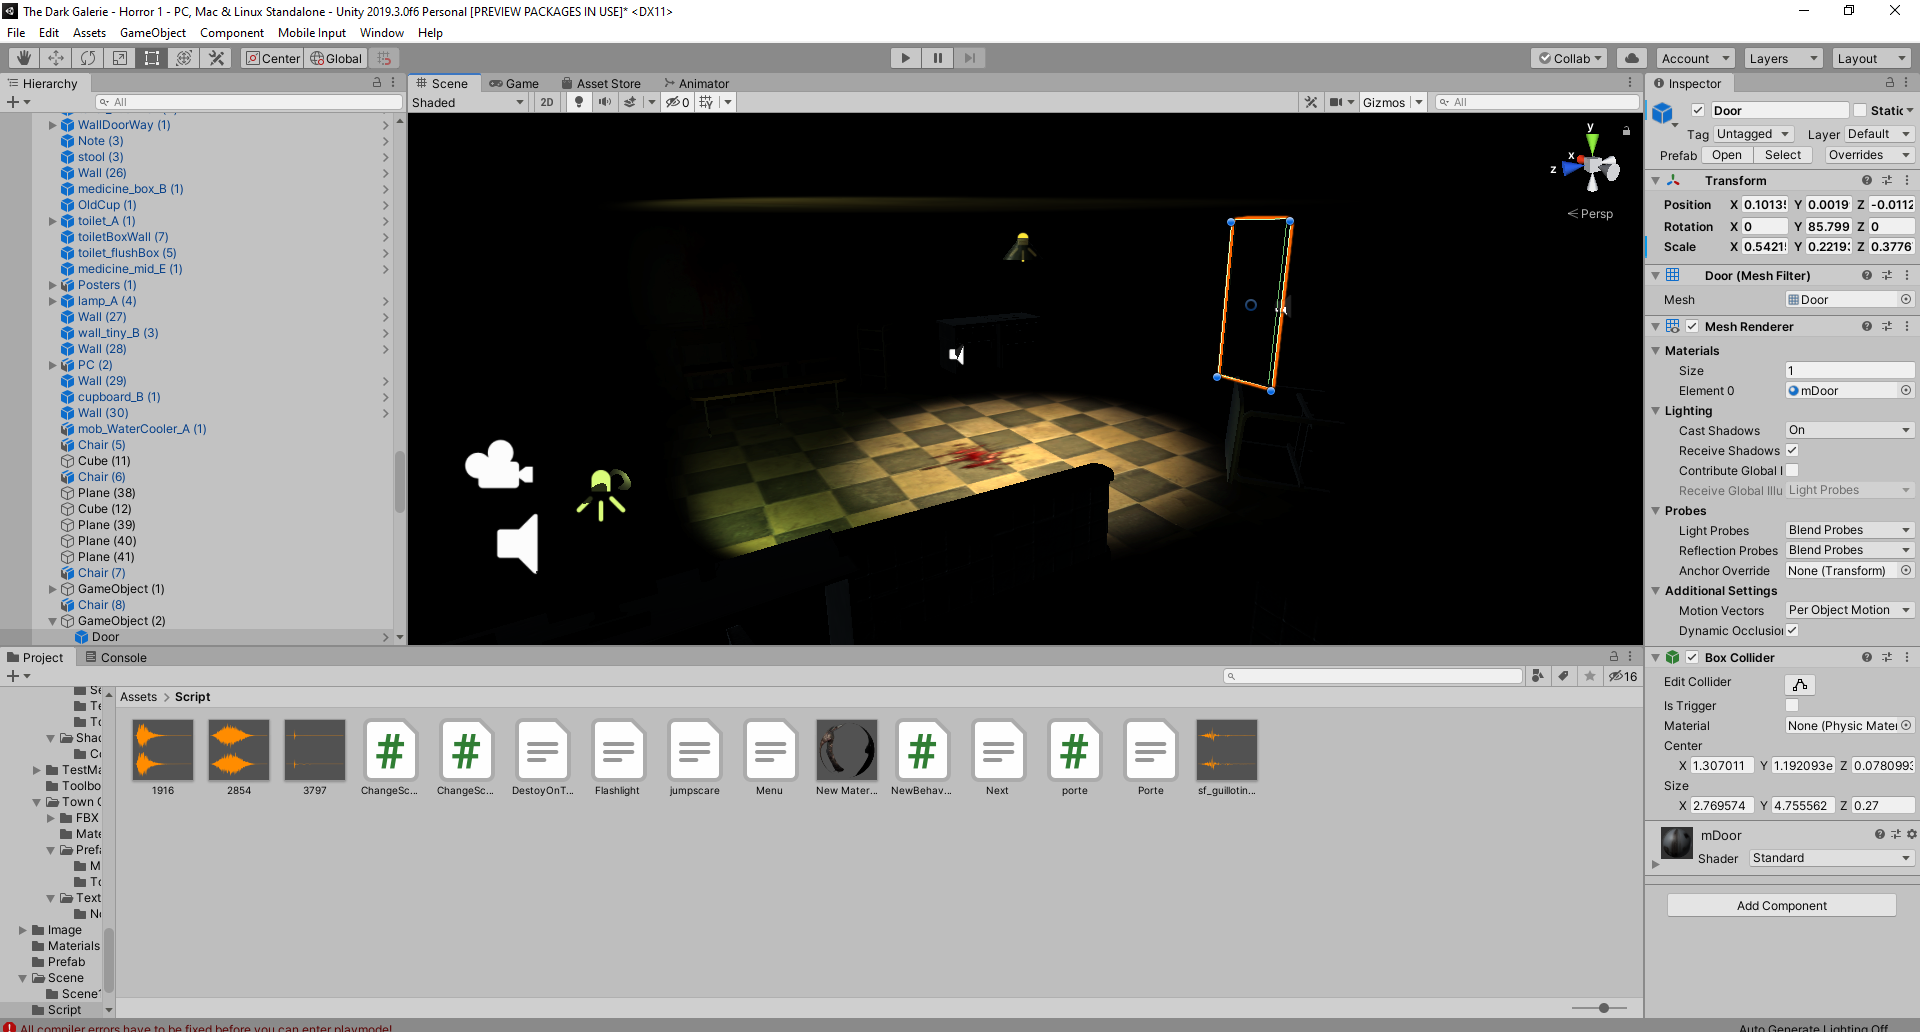 The Dark Galerie - Horror 1 - PC, Mac & Linux Standalone - Unity 2019.3.0f6 Personal [PREVIEW PACKAGES IN USE]* <DX11>
File Edit Assets GameObject Component Mobile Input Window Help
Center Global
Collab Account Layers Layout
Hierarchy
All
WallDoorWay (1)
Note (3)
stool (3)
Wall (26)
medicine_box_B (1)
OldCup (1)
toilet_A (1)
toiletBoxWall (7)
toilet_flushBox (5)
medicine_mid_E (1)
Posters (1)
lamp_A (4)
Wall (27)
wall_tiny_B (3)
Wall (28)
PC (2)
Wall (29)
cupboard_B (1)
Wall (30)
mob_WaterCooler_A (1)
Chair (5)
Cube (11)
Chair (6)
Plane (38)
Cube (12)
Plane (39)
Plane (40)
Plane (41)
Chair (7)
GameObject (1)
Chair (8)
GameObject (2)
Door
Scene Game Asset Store Animator
Shaded 2D 0 Gizmos All
y
x
z
Persp
Inspector
Door Static
Tag Untagged Layer Default
Prefab Open Select Overrides
Transform
Position X 0.1013 Y 0.0019 Z -0.0112
Rotation X 0 Y 85.799 Z 0
Scale X 0.5421 Y 0.2219 Z 0.3776
Door (Mesh Filter)
Mesh Door
Mesh Renderer
Materials
Size 1
Element 0 mDoor
Lighting
Cast Shadows On
Receive Shadows
Contribute Global I
Receive Global Illu Light Probes
Probes
Light Probes Blend Probes
Reflection Probes Blend Probes
Anchor Override None (Transform)
Additional Settings
Motion Vectors Per Object Motion
Dynamic Occlusio
Box Collider
Edit Collider
Is Trigger
Material None (Physic Mater
Center
X 1.307011 Y 1.192093e Z 0.078099
Size
X 2.769574 Y 4.755562 Z 0.27
mDoor
Shader Standard
Add Component
Project Console
16
Se
Te
To
Shad
Co
TestMa
Toolbo
Town C
FBX
Mate
Prefa
M
To
Text
No
Image
Materials
Prefab
Scene
Scene
Script
Assets > Script
1916 2854 3797 ChangeSc... ChangeSc... DestoyOnT... Flashlight jumpscare Menu New Mater... NewBehav... Next porte Porte sf_guillotin...
All compiler errors have to be fixed before you can enter playmode!
Auto Generate Lighting Off